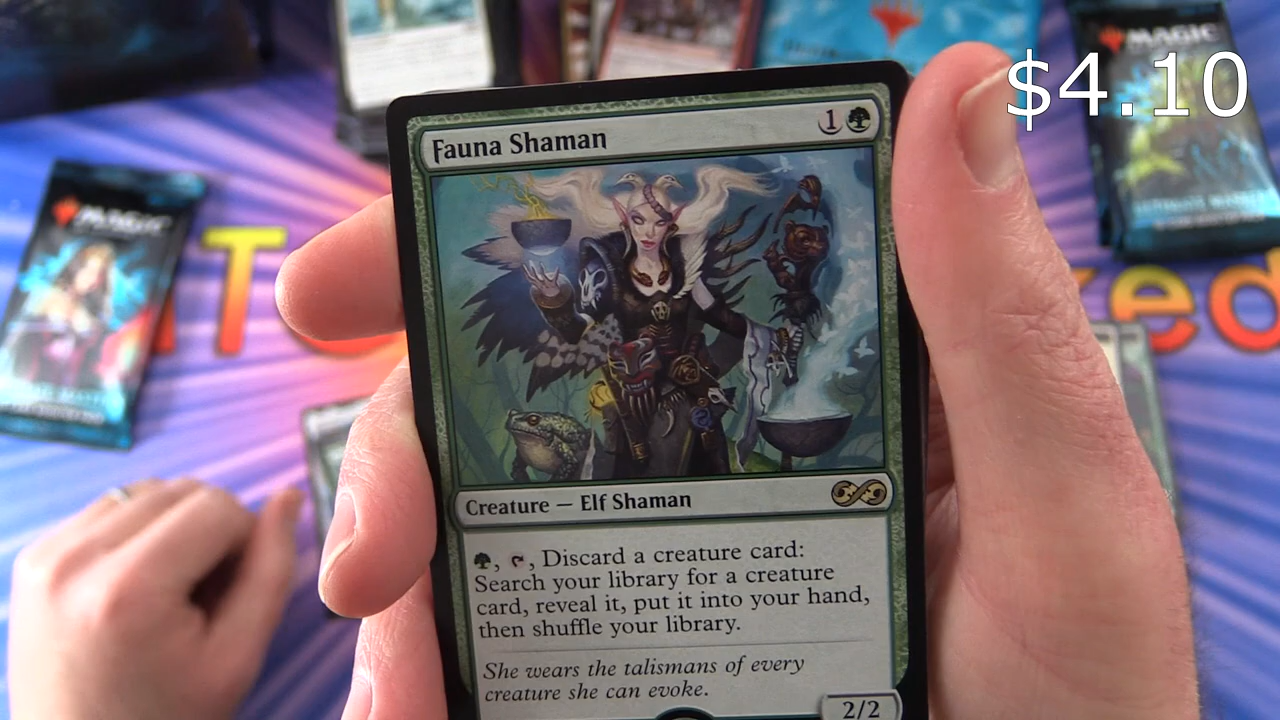 $4.10
MAGIC
MAGIC
Fauna Shaman 1
Creature — Elf Shaman
, , Discard a creature card:
Search your library for a creature
card, reveal it, put it into your hand,
then shuffle your library.
She wears the talismans of every
creature she can evoke.
2/2